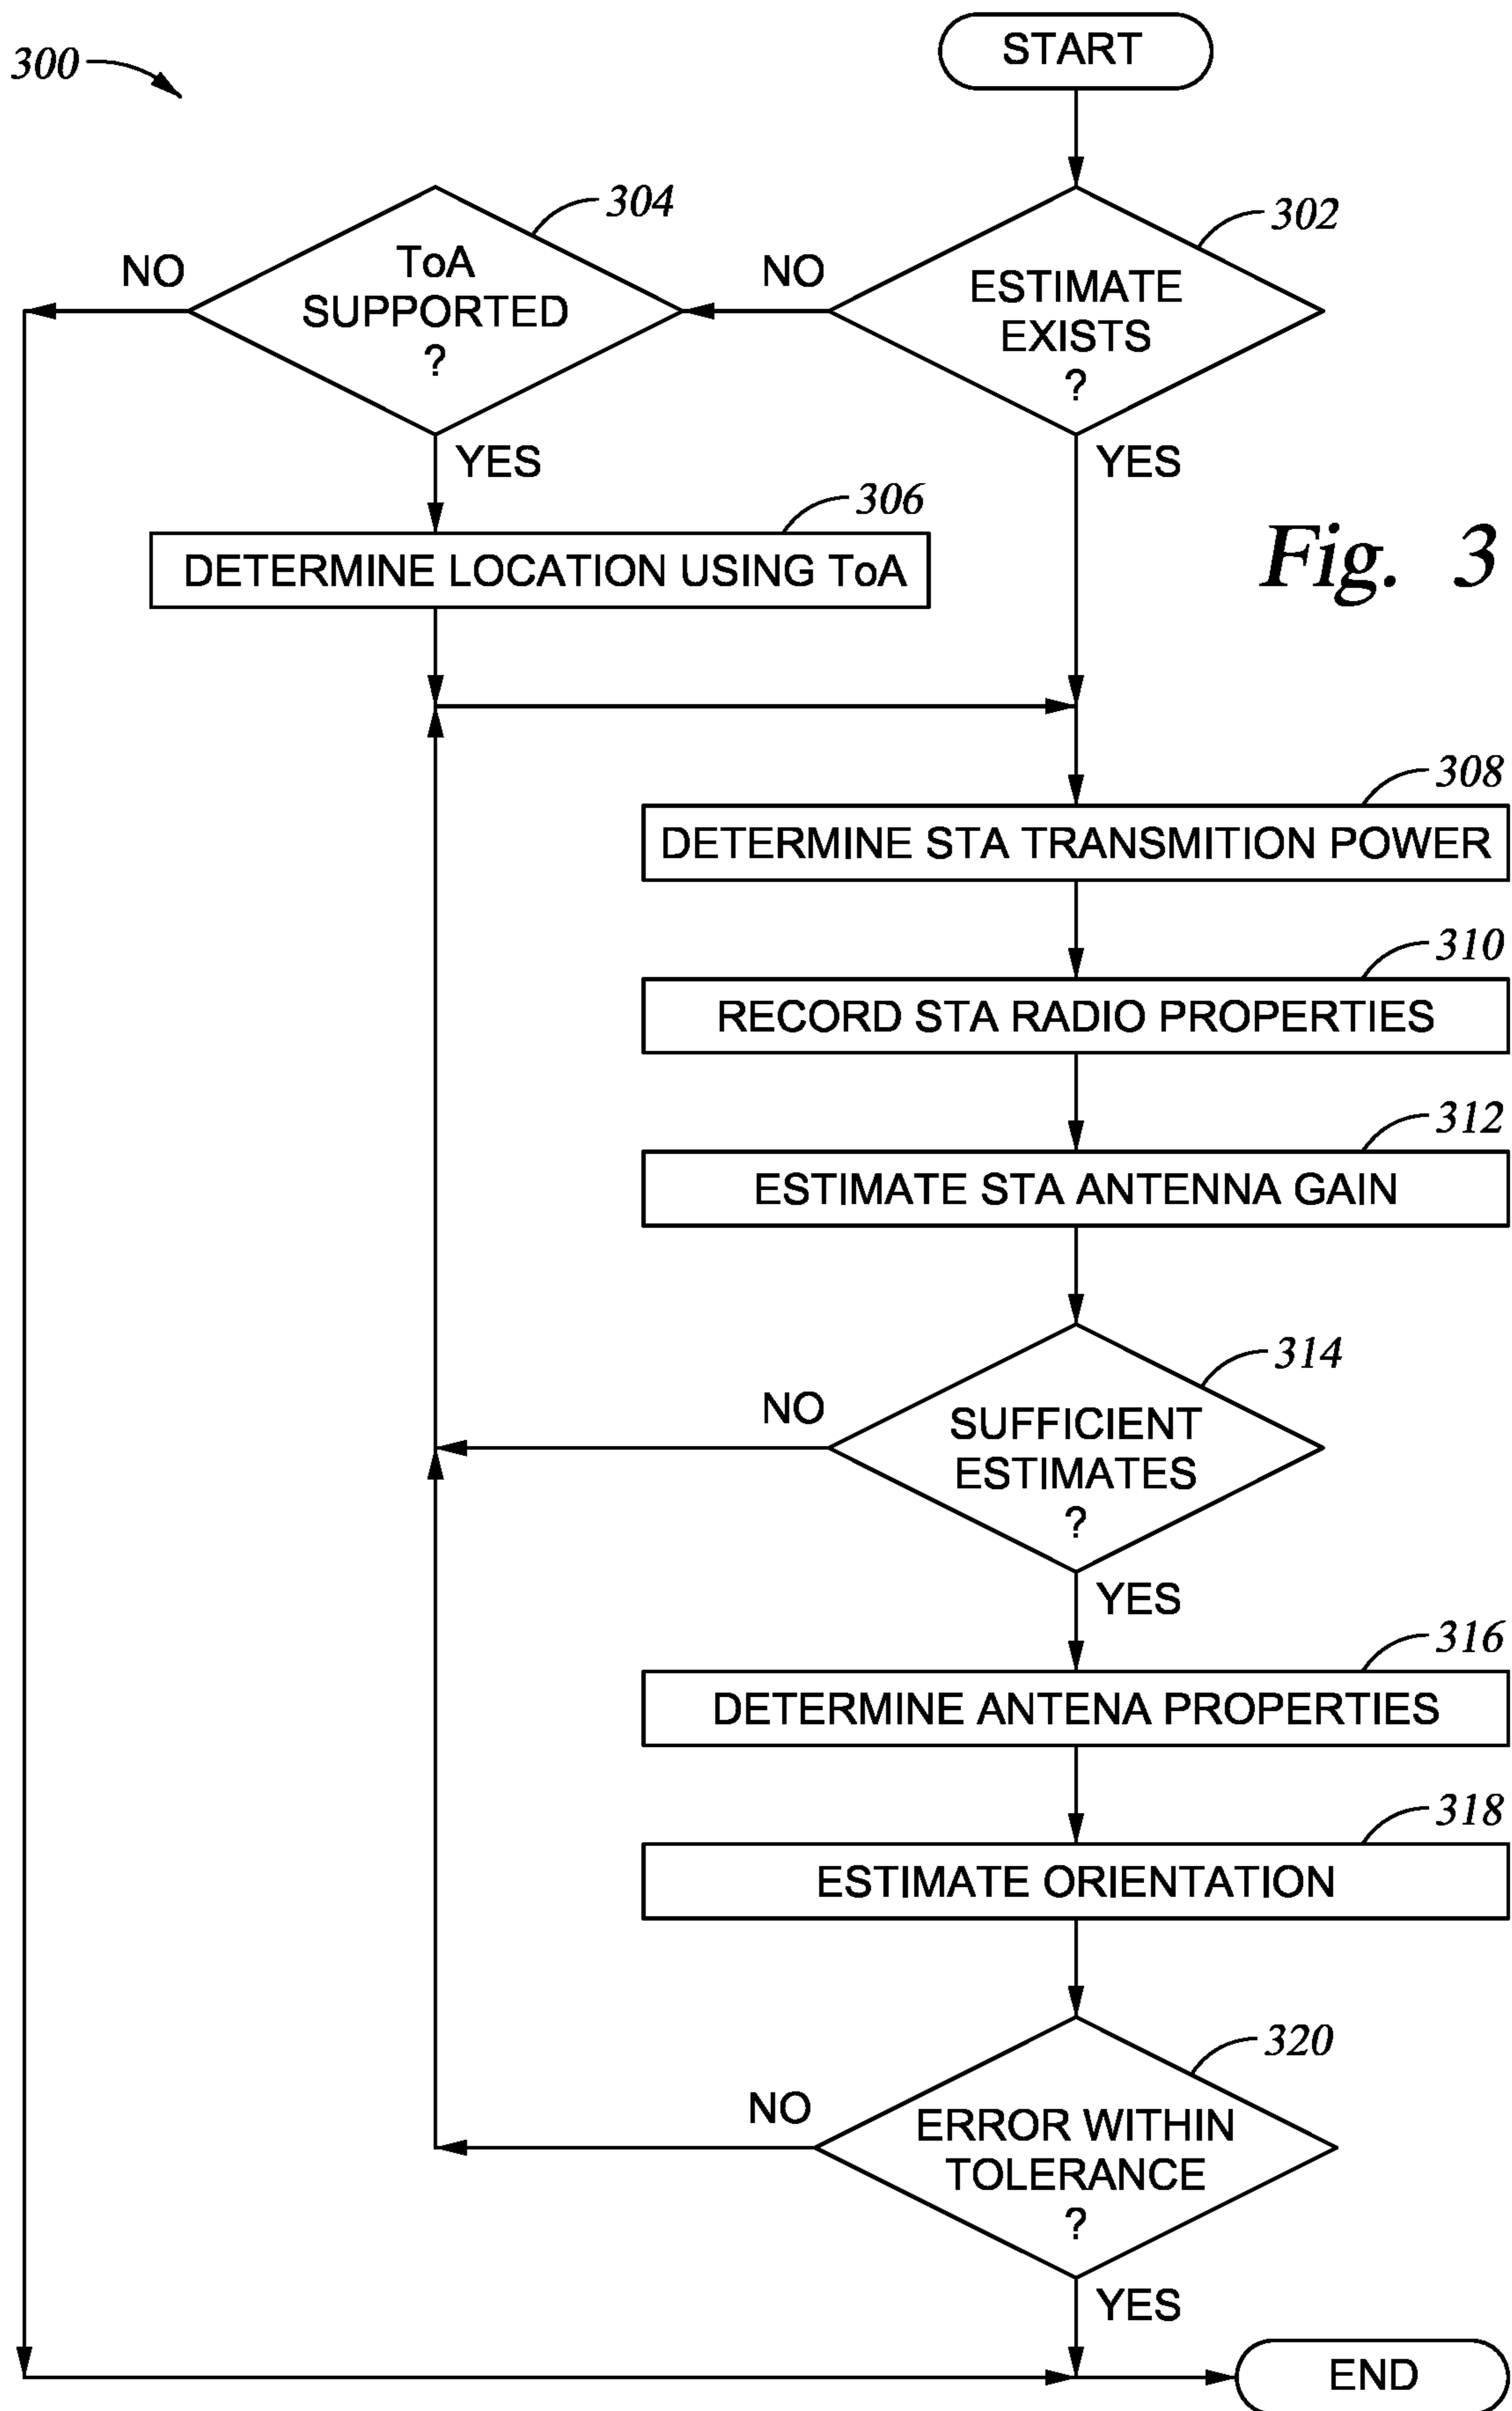 300
START
304
302
NO
ToA
SUPPORTED
?
NO
ESTIMATE
EXISTS
?
YES
YES
306
DETERMINE LOCATION USING ToA
Fig. 3
308
DETERMINE STA TRANSMITION POWER
310
RECORD STA RADIO PROPERTIES
312
ESTIMATE STA ANTENNA GAIN
314
NO
SUFFICIENT
ESTIMATES
?
YES
316
DETERMINE ANTENA PROPERTIES
318
ESTIMATE ORIENTATION
320
NO
ERROR WITHIN
TOLERANCE
?
YES
END